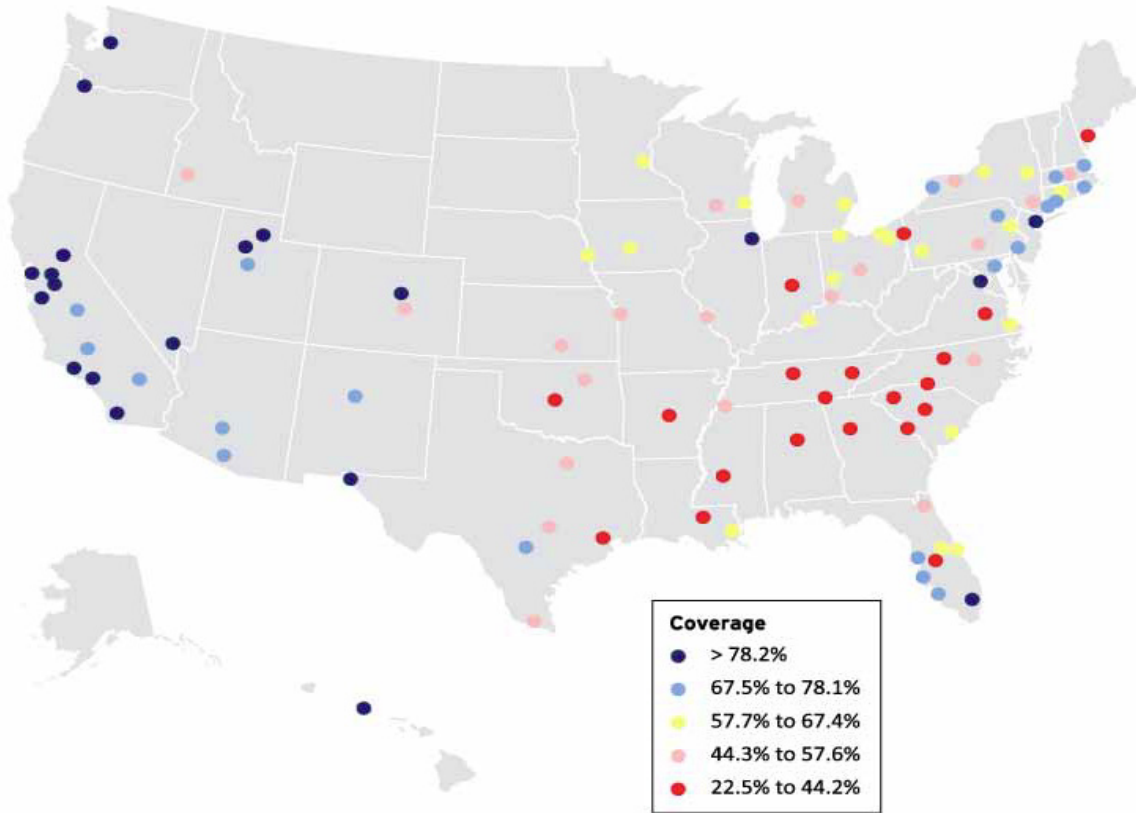 Coverage
> 78.2%
67.5% to 78.1%
57.7% to 67.4%
44.3% to 57.6%
22.5% to 44.2%